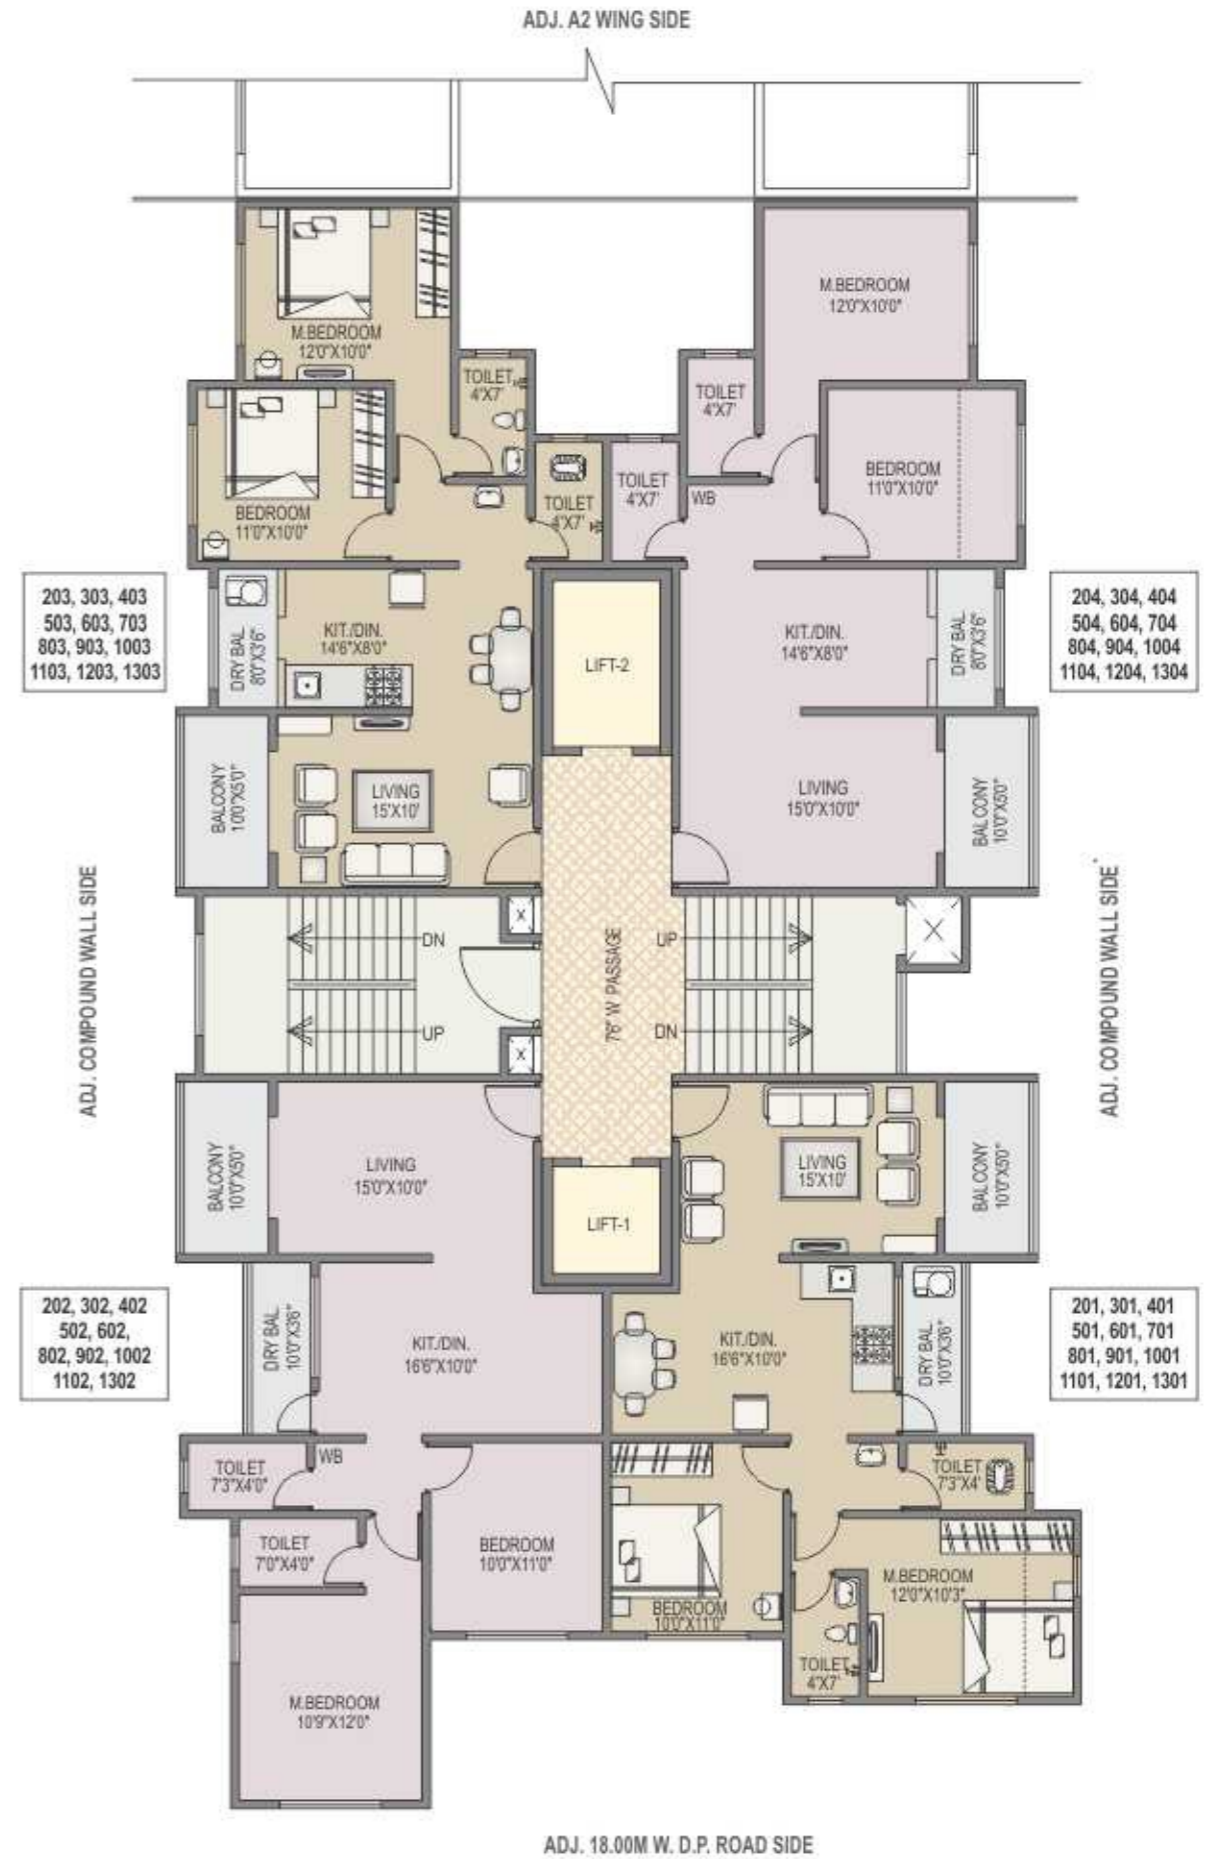 ADJ. A2 WING SIDE
M.BEDROOM
12'0"X10'0"
TOILET
4'X7'
BEDROOM
11'0"X10'0"
TOILET
4'X7'
M.BEDROOM
12'0"X10'0"
TOILET
4'X7'
TOILET
4'X7'
WB
BEDROOM
11'0"X10'0"
203, 303, 403
503, 603, 703
803, 903, 1003
1103, 1203, 1303
DRY BAL
8'0"X3'6"
KIT./DIN.
14'6"X8'0"
LIFT-2
KIT./DIN.
14'6"X8'0"
DRY BAL
8'0"X3'6"
204, 304, 404
504, 604, 704
804, 904, 1004
1104, 1204, 1304
BALCONY
10'0"X5'0"
LIVING
15'X10'
LIVING
15'0"X10'0"
BALCONY
10'0"X5'0"
ADJ. COMPOUND WALL SIDE
DN
UP
X
X
7'6" W PASSAGE
UP
DN
ADJ. COMPOUND WALL SIDE
BALCONY
10'0"X5'0"
LIVING
15'0"X10'0"
LIFT-1
LIVING
15'X10'
BALCONY
10'0"X5'0"
202, 302, 402
502, 602,
802, 902, 1002
1102, 1302
DRY BAL.
10'0"X3'6"
KIT./DIN.
16'6"X10'0"
KIT./DIN.
16'6"X10'0"
DRY BAL
10'0"X3'6"
201, 301, 401
501, 601, 701
801, 901, 1001
1101, 1201, 1301
TOILET
7'3"X4'0"
WB
TOILET
7'0"X4'0"
BEDROOM
10'0"X11'0"
M.BEDROOM
10'9"X12'0"
BEDROOM
10'0"X11'0"
TOILET
7'3"X4'
M.BEDROOM
12'0"X10'3"
TOILET
4'X7'
ADJ. 18.00M W. D.P. ROAD SIDE